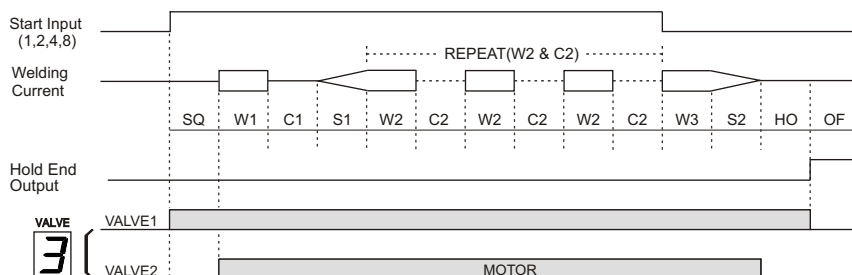 Start Input
(1,2,4,8)
REPEAT(W2 & C2)
Welding
Current
SQ W1 C1 S1 W2 C2 W2 C2 W2 C2 W3 S2 HO OF
Hold End
Output
VALVE
3
VALVE1
VALVE2
MOTOR